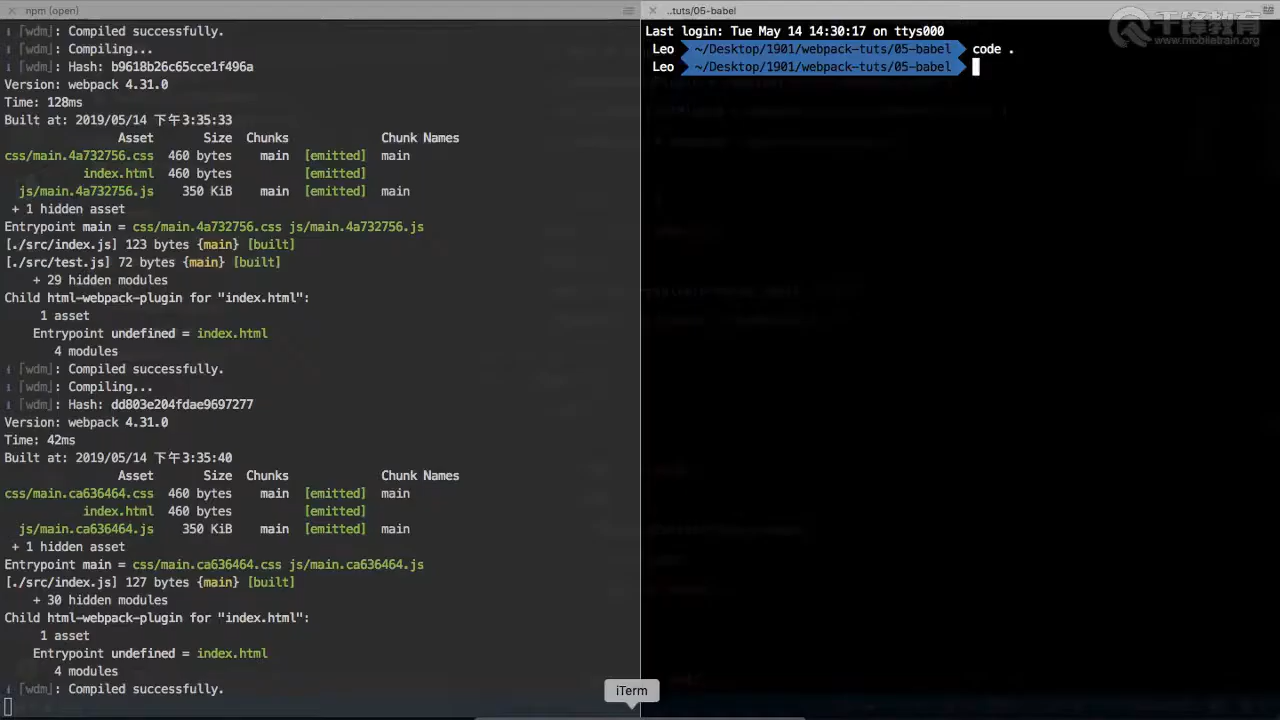 npm (open)
i ｢wdm｣: Compiled successfully.
i ｢wdm｣: Compiling...
i ｢wdm｣: Hash: b9618b26c65cce1f496a
Version: webpack 4.31.0
Time: 128ms
Built at: 2019/05/14 下午3:35:33
Asset Size Chunks Chunk Names
css/main.4a732756.css 460 bytes main [emitted] main
index.html 460 bytes [emitted]
js/main.4a732756.js 350 KiB main [emitted] main
+ 1 hidden asset
Entrypoint main = css/main.4a732756.css js/main.4a732756.js
[./src/index.js] 123 bytes {main} [built]
[./src/test.js] 72 bytes {main} [built]
+ 29 hidden modules
Child html-webpack-plugin for "index.html":
1 asset
Entrypoint undefined = index.html
4 modules
i ｢wdm｣: Compiled successfully.
i ｢wdm｣: Compiling...
i ｢wdm｣: Hash: dd803e204fdae9697277
Version: webpack 4.31.0
Time: 42ms
Built at: 2019/05/14 下午3:35:40
Asset Size Chunks Chunk Names
css/main.ca636464.css 460 bytes main [emitted] main
index.html 460 bytes [emitted]
js/main.ca636464.js 350 KiB main [emitted] main
+ 1 hidden asset
Entrypoint main = css/main.ca636464.css js/main.ca636464.js
[./src/index.js] 127 bytes {main} [built]
+ 30 hidden modules
Child html-webpack-plugin for "index.html":
1 asset
Entrypoint undefined = index.html
4 modules
i ｢wdm｣: Compiled successfully.
..tuts/05-babel
Last login: Tue May 14 14:30:17 on ttys000
Leo ~/Desktop/1901/webpack-tuts/05-babel code .
Leo ~/Desktop/1901/webpack-tuts/05-babel
千锋教育
www.mobiletrain.org
iTerm